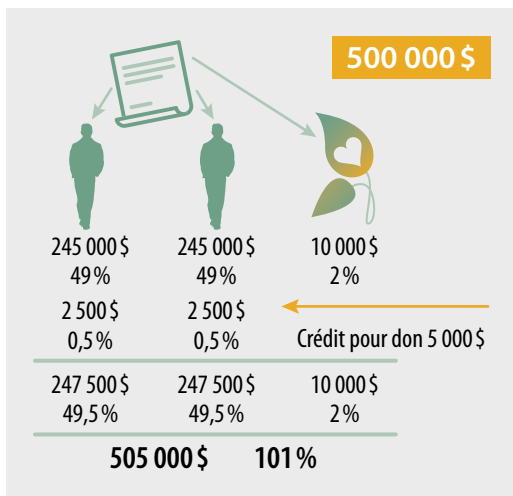 500 000 $
245 000 $ 245 000 $ 10 000 $
49 % 49 % 2 %
2 500 $ 2 500 $
0,5 % 0,5 % Crédit pour don 5 000 $
247 500 $ 247 500 $ 10 000 $
49,5 % 49,5 % 2 %
505 000 $ 101 %